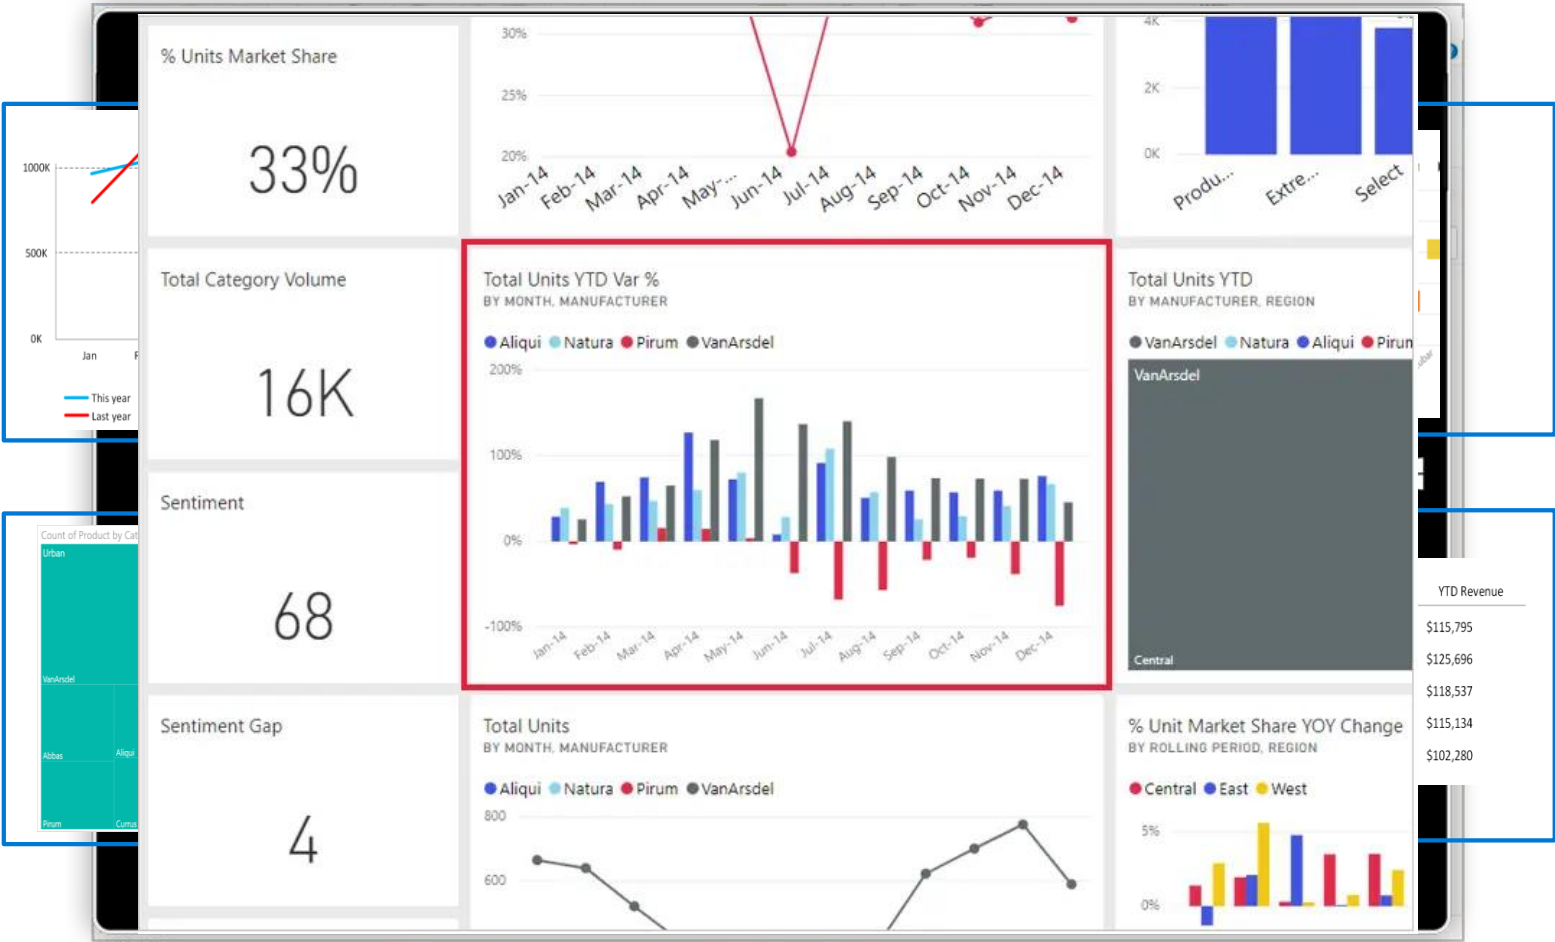 % Units Market Share
33%
30%
25%
20%
Jan-14 Feb-14 Mar-14 Apr-14 May-... Jun-14 Jul-14 Aug-14 Sep-14 Oct-14 Nov-14 Dec-14
4K
2K
0K
Produ... Extre... Select
1000K
500K
0K
Jan
This year
Last year
Total Category Volume
16K
Total Units YTD Var %
BY MONTH, MANUFACTURER
Aliqui Natura Pirum VanArsdel
200%
100%
0%
-100%
Jan-14 Feb-14 Mar-14 Apr-14 May-14 Jun-14 Jul-14 Aug-14 Sep-14 Oct-14 Nov-14 Dec-14
Total Units YTD
BY MANUFACTURER, REGION
VanArsdel Natura Aliqui Pirum
VanArsdel
Central
Sentiment
68
Count of Product by Cat
Urban
VanArsdel
Abbas Aliqui
Pirum Currus
Sentiment Gap
4
Total Units
BY MONTH, MANUFACTURER
Aliqui Natura Pirum VanArsdel
800
600
% Unit Market Share YOY Change
BY ROLLING PERIOD, REGION
Central East West
5%
0%
YTD Revenue
$115,795
$125,696
$118,537
$115,134
$102,280